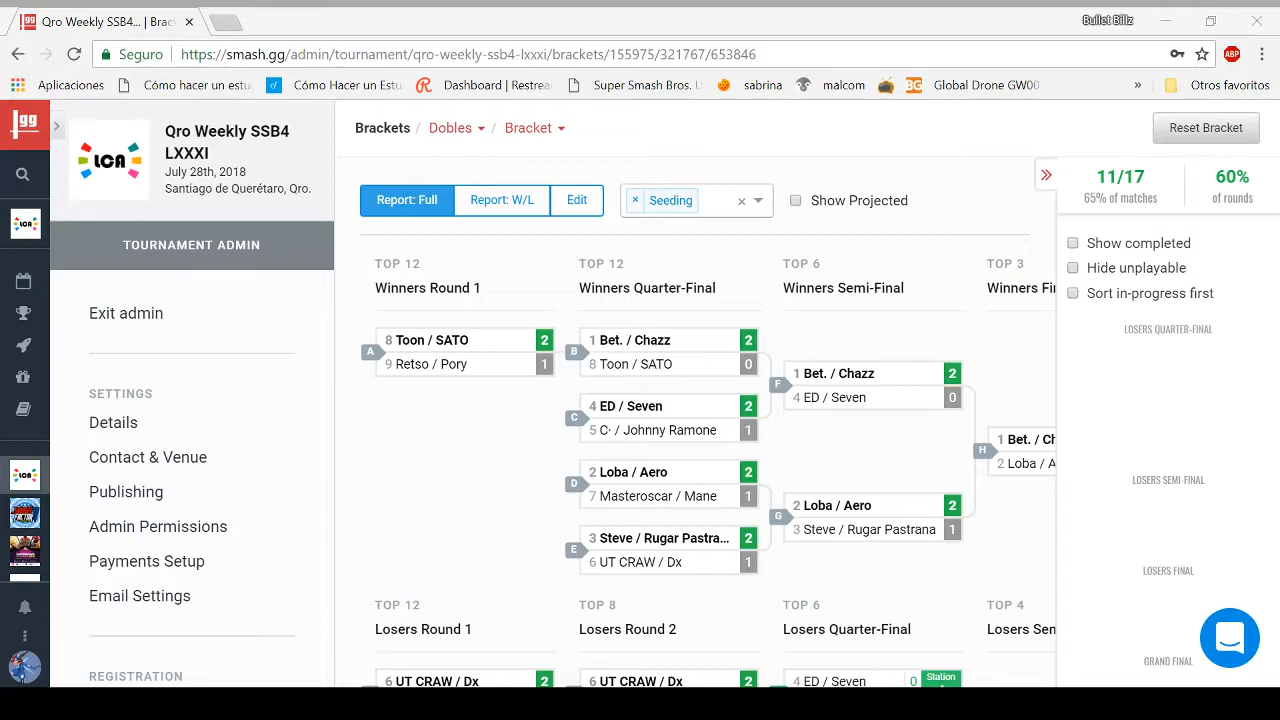 Qro Weekly SSB4... | Brac
Bullet Billz
Seguro
https://smash.gg/admin/tournament/qro-weekly-ssb4-lxxxi/brackets/155975/321767/653846
ABP
Aplicaciones
Cómo hacer un estu
Cómo Hacer un Estu
Dashboard | Restrea
Super Smash Bros. U
sabrina
malcom
BG
Global Drone GW00
»
Otros favoritos
gg
LCA
Qro Weekly SSB4
LXXXI
July 28th, 2018
Santiago de Querétaro, Qro.
TOURNAMENT ADMIN
Exit admin
SETTINGS
Details
Contact & Venue
Publishing
Admin Permissions
Payments Setup
Email Settings
REGISTRATION
Brackets / Dobles / Bracket
Reset Bracket
Report: Full
Report: W/L
Edit
× Seeding
×
Show Projected
11/17
65% of matches
60%
of rounds
Show completed
Hide unplayable
Sort in-progress first
LOSERS QUARTER-FINAL
LOSERS SEMI-FINAL
LOSERS FINAL
GRAND FINAL
TOP 12
Winners Round 1
A
8 Toon / SATO 2
9 Retso / Pory 1
TOP 12
Winners Quarter-Final
B
1 Bet. / Chazz 2
8 Toon / SATO 0
C
4 ED / Seven 2
5 C· / Johnny Ramone 1
D
2 Loba / Aero 2
7 Masteroscar / Mane 1
E
3 Steve / Rugar Pastra... 2
6 UT CRAW / Dx 1
TOP 6
Winners Semi-Final
F
1 Bet. / Chazz 2
4 ED / Seven 0
G
2 Loba / Aero 2
3 Steve / Rugar Pastrana 1
TOP 3
Winners Fi
H
1 Bet. / Ch
2 Loba / A
TOP 12
Losers Round 1
6 UT CRAW / Dx 2
TOP 8
Losers Round 2
6 UT CRAW / Dx 2
TOP 6
Losers Quarter-Final
4 ED / Seven 0
Station
TOP 4
Losers Sem